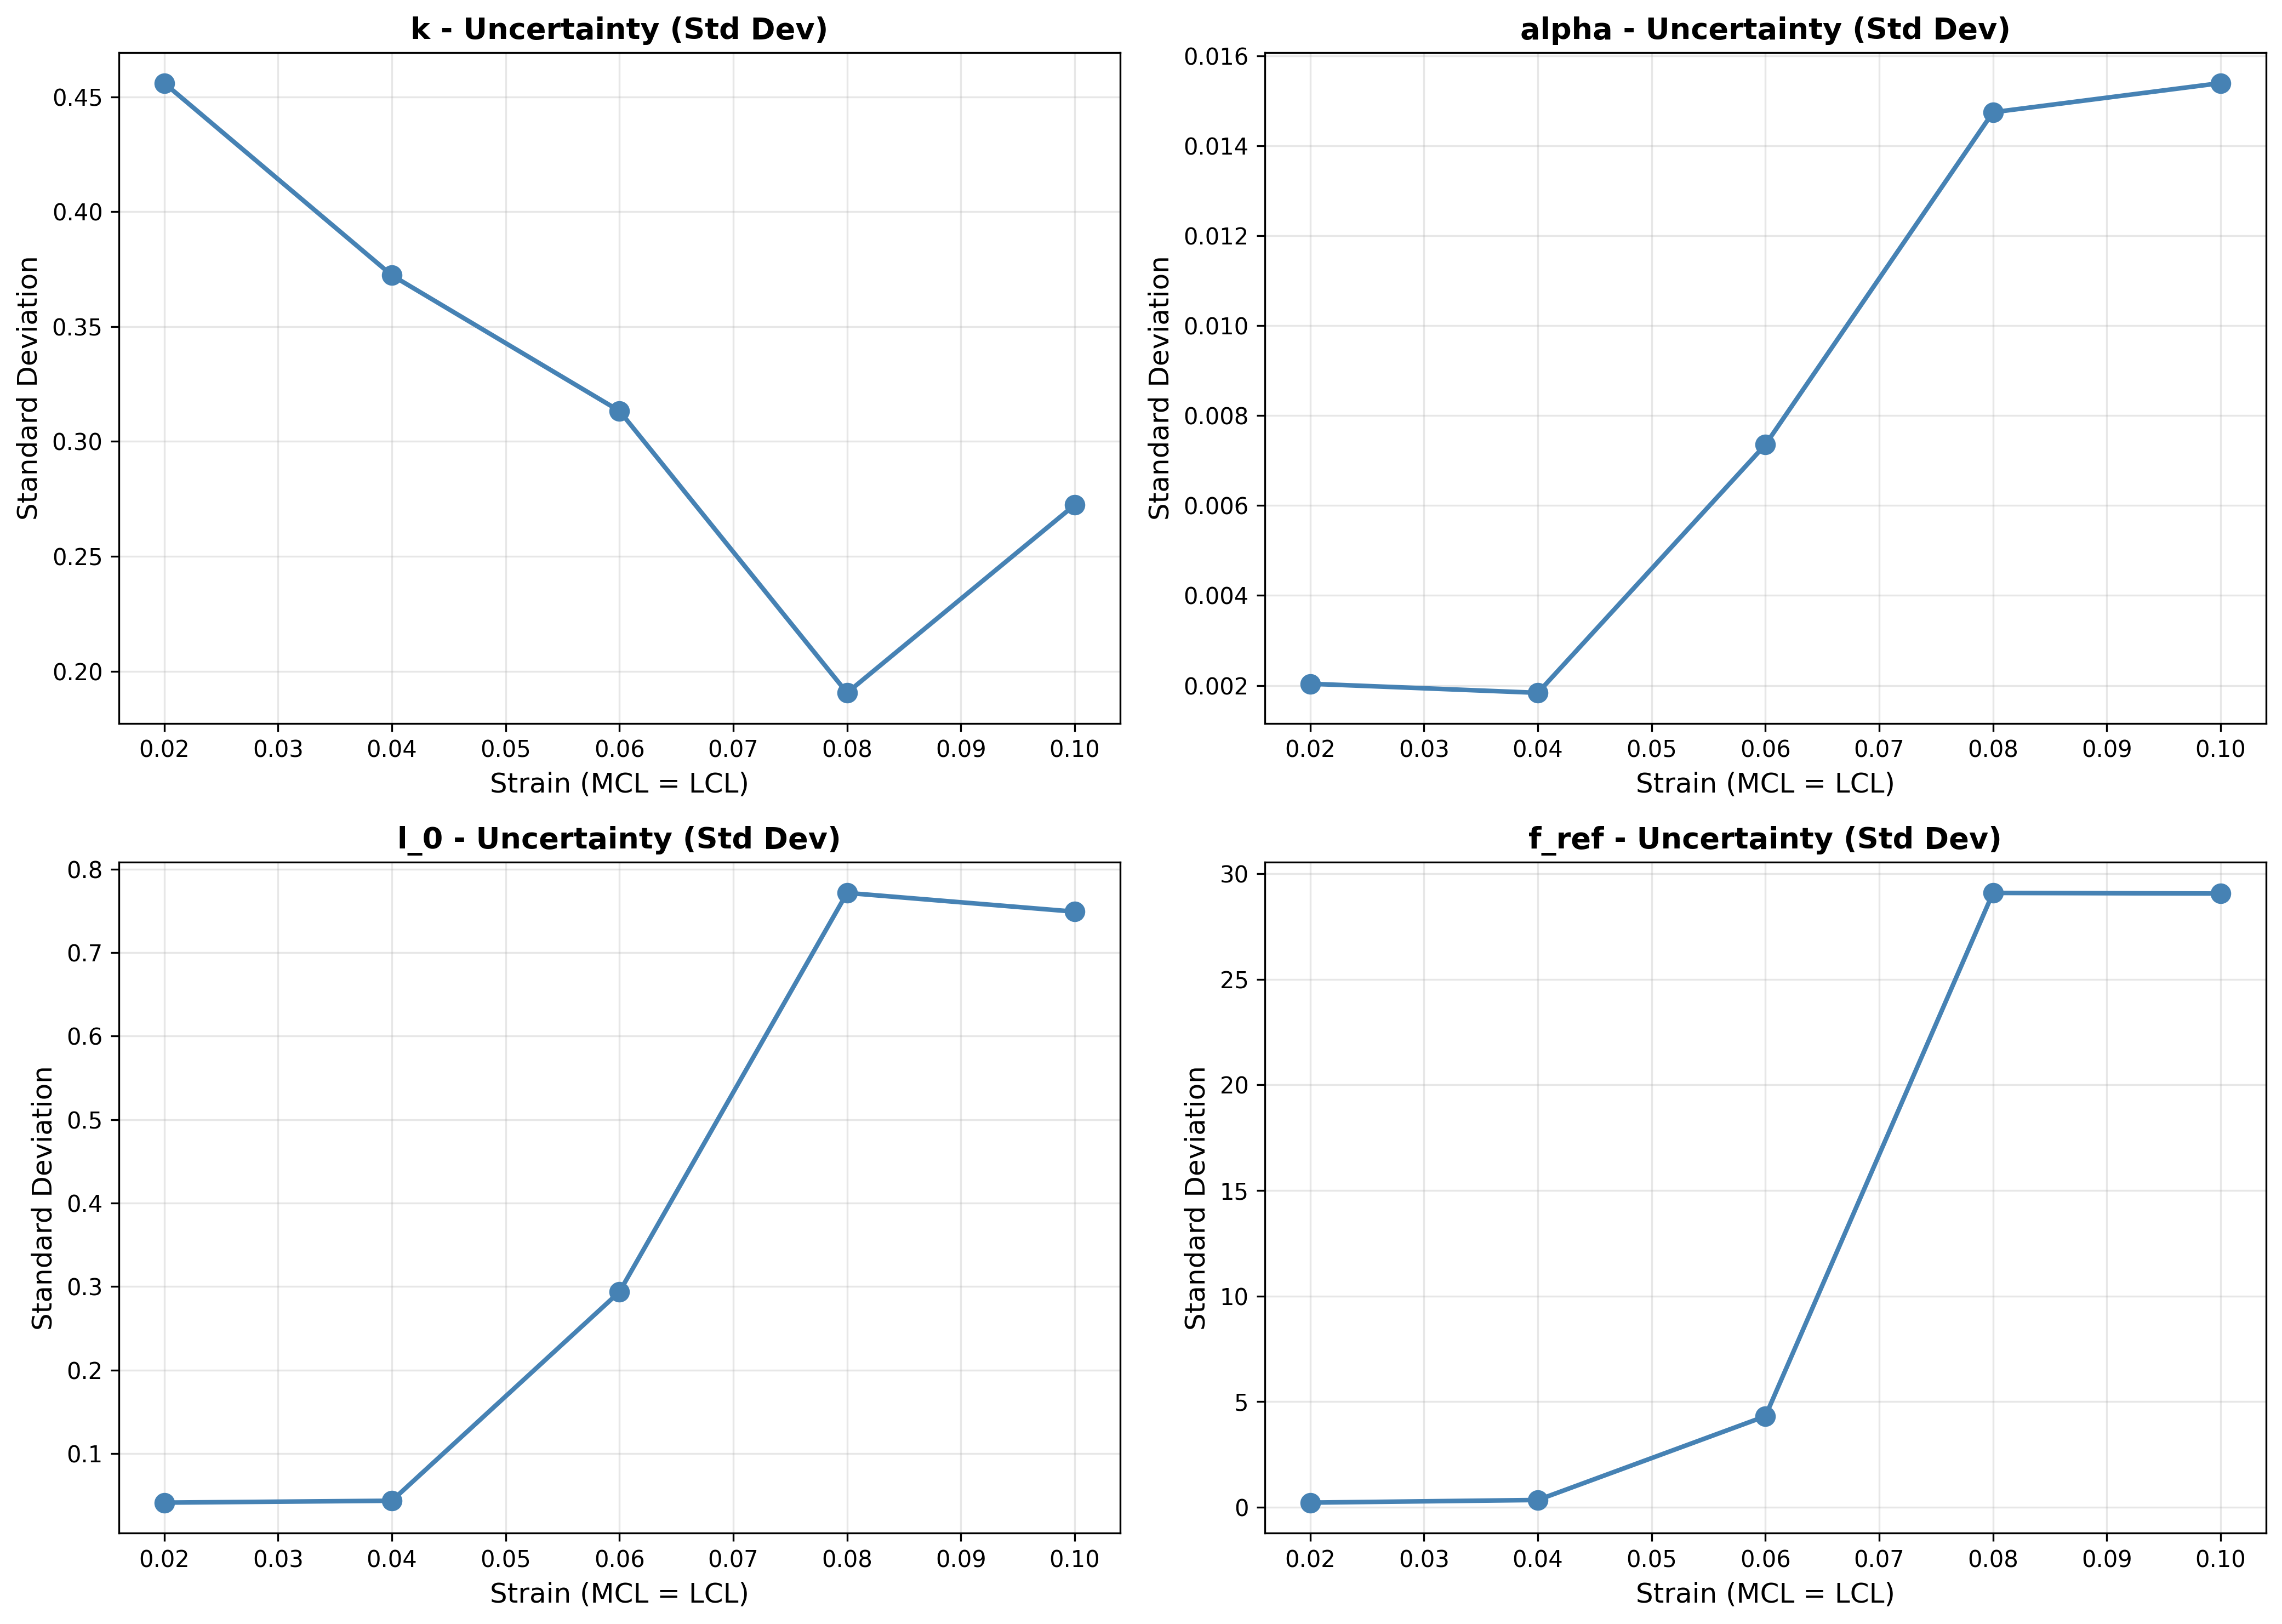 k - Uncertainty (Std Dev)
Standard Deviation
0.45
0.40
0.35
0.30
0.25
0.20
0.02 0.03 0.04 0.05 0.06 0.07 0.08 0.09 0.10
Strain (MCL = LCL)
alpha - Uncertainty (Std Dev)
Standard Deviation
0.016
0.014
0.012
0.010
0.008
0.006
0.004
0.002
0.02 0.03 0.04 0.05 0.06 0.07 0.08 0.09 0.10
Strain (MCL = LCL)
l_0 - Uncertainty (Std Dev)
Standard Deviation
0.8
0.7
0.6
0.5
0.4
0.3
0.2
0.1
0.02 0.03 0.04 0.05 0.06 0.07 0.08 0.09 0.10
Strain (MCL = LCL)
f_ref - Uncertainty (Std Dev)
Standard Deviation
30
25
20
15
10
5
0
0.02 0.03 0.04 0.05 0.06 0.07 0.08 0.09 0.10
Strain (MCL = LCL)